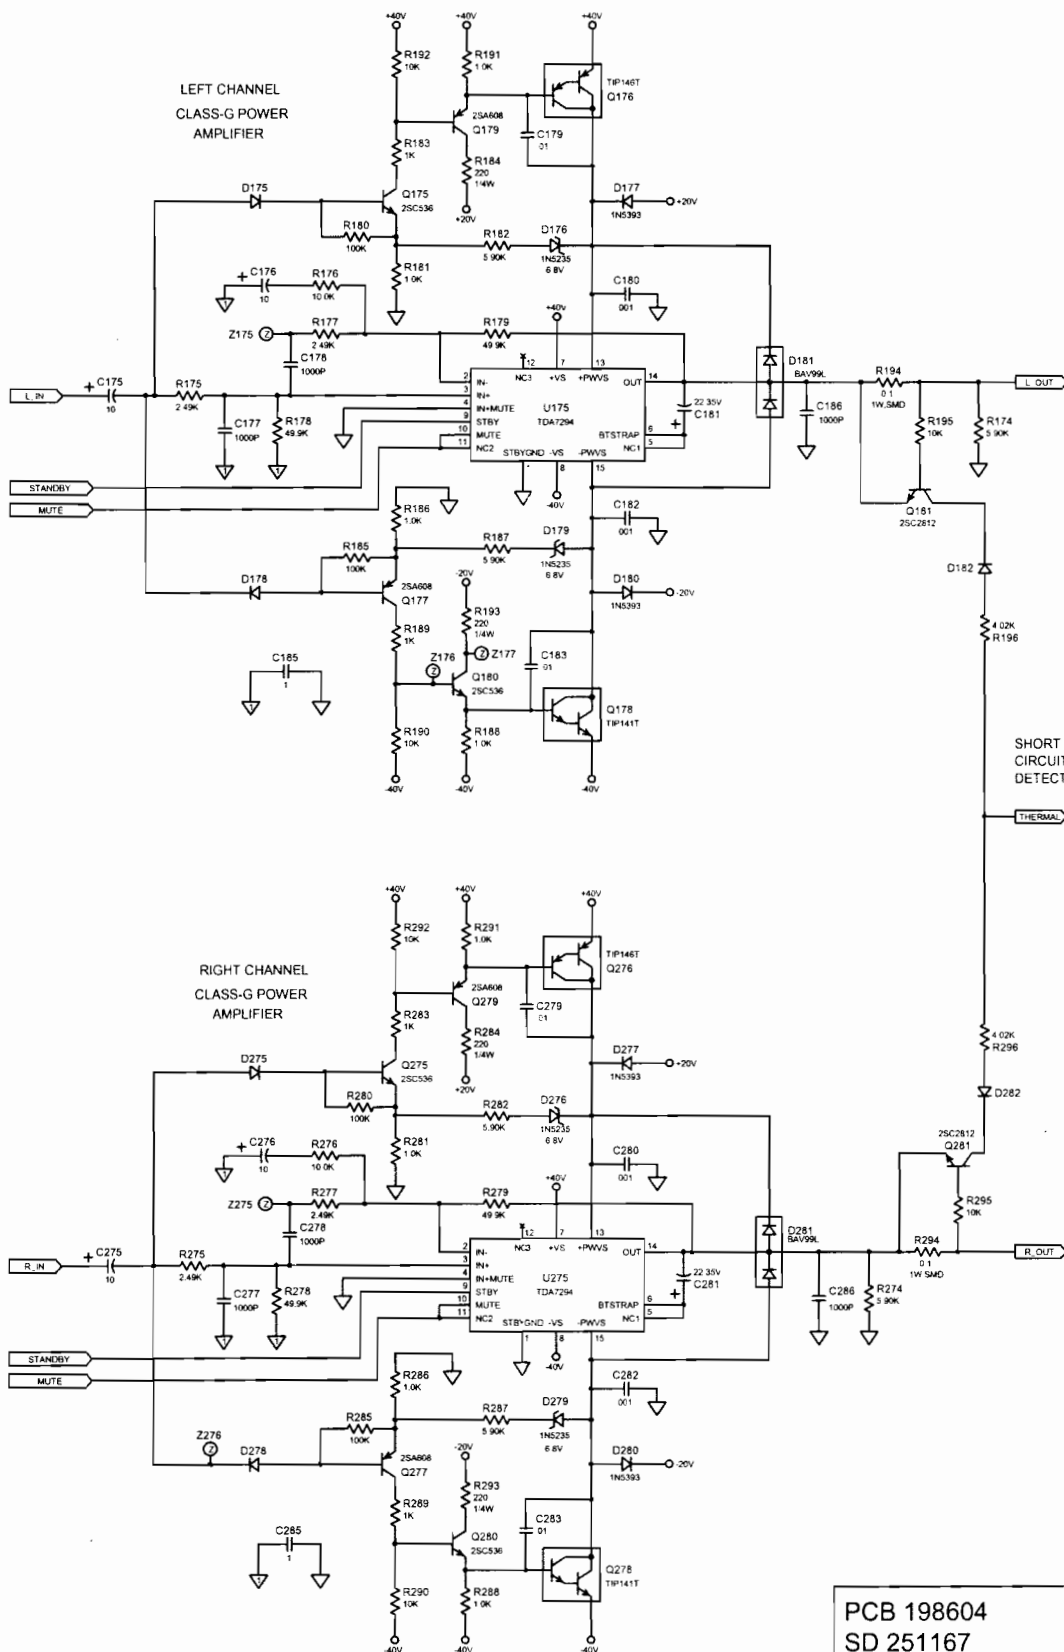 +40V
+40V
+40V
R192
10K
R191
1.0K
TIP146T
Q176
LEFT CHANNEL
CLASS-G POWER
AMPLIFIER
2SA608
Q179
C179
.01
R183
1K
R184
220
1/4W
+20V
D175
Q175
2SC536
D177
1N5393
+20V
R180
100K
R182
5.90K
D176
1N5235
6.8V
R181
1.0K
C176
+
10
R176
10.0K
C180
.001
+40V
Z175
Z
R177
2.49K
R179
49.9K
C178
1000P
D181
BAV99L
L_IN
+
C175
10
R175
2.49K
C177
1000P
R178
49.9K
2
3
4
9
10
11
IN-
IN+
IN+MUTE
STBY
MUTE
NC2
12
7
13
NC3
+VS
+PWVS
OUT
14
U175
TDA7294
22 35V
C181
+
BTSTRAP
6
NC1
5
STBYGND
-VS
-PWVS
1
8
15
-40V
C186
1000P
R194
0.1
1W,SMD
L_OUT
R195
10K
R174
5.90K
Q181
2SC2812
STANDBY
MUTE
R186
1.0K
C182
.001
R185
100K
R187
5.90K
D179
1N5235
6.8V
D182
D178
2SA608
Q177
-20V
D180
1N5393
-20V
R193
220
1/4W
4.02K
R196
R189
1K
Z176
Z
Z
Z177
C183
.01
C185
.1
Q180
2SC536
Q178
TIP141T
R190
10K
R188
1.0K
-40V
-40V
-40V
SHORT
CIRCUIT
DETECT
THERMAL
+40V
+40V
+40V
R292
10K
R291
1.0K
TIP146T
Q276
RIGHT CHANNEL
CLASS-G POWER
AMPLIFIER
2SA608
Q279
C279
.01
R283
1K
R284
220
1/4W
+20V
4.02K
R296
D275
Q275
2SC536
D277
1N5393
+20V
D282
R280
100K
R282
5.90K
D276
1N5235
6.8V
R281
1.0K
2SC2812
Q281
C276
+
10
R276
10.0K
C280
.001
+40V
Z275
Z
R277
2.49K
R279
49.9K
R295
10K
C278
1000P
D281
BAV99L
R_IN
+
C275
10
R275
2.49K
C277
1000P
R278
49.9K
2
3
4
9
10
11
IN-
IN+
IN+MUTE
STBY
MUTE
NC2
12
7
13
NC3
+VS
+PWVS
OUT
14
U275
TDA7294
22 35V
C281
+
BTSTRAP
6
NC1
5
STBYGND
-VS
-PWVS
1
8
15
-40V
R294
0.1
1W SMD
R_OUT
C286
1000P
R274
5.90K
STANDBY
MUTE
R286
1.0K
C282
.001
R285
100K
R287
5.90K
D279
1N5235
6.8V
Z276
Z
D278
2SA608
Q277
-20V
D280
1N5393
-20V
R293
220
1/4W
R289
1K
C283
.01
C285
.1
Q280
2SC536
Q278
TIP141T
R290
10K
R288
1.0K
-40V
-40V
-40V
PCB 198604
SD 251167